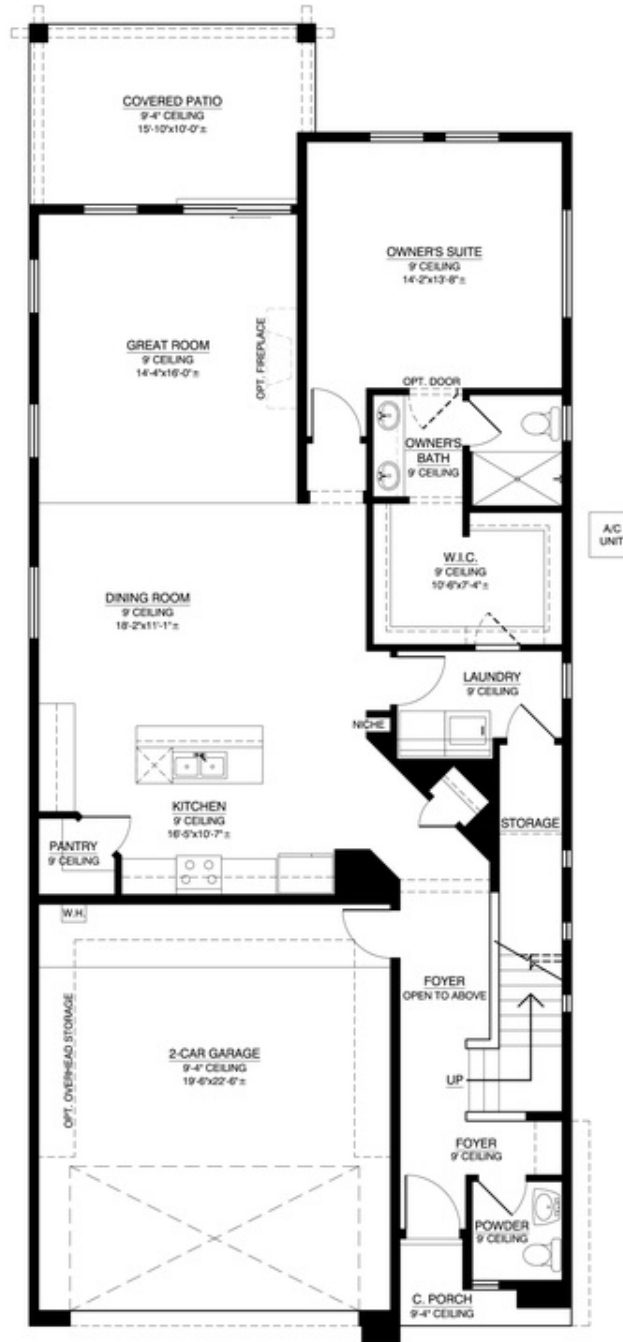 COVERED PATIO
9'-4" CEILING
15'-10"x10'-0"±
OWNER'S SUITE
9' CEILING
14'-2"x13'-8"±
GREAT ROOM
9' CEILING
14'-4"x16'-0"±
OPT. FIREPLACE
OPT. DOOR
OWNER'S
BATH
9' CEILING
A/C
UNIT
W.I.C.
9' CEILING
10'-6"x7'-4"±
DINING ROOM
9' CEILING
18'-2"x11'-1"±
LAUNDRY
9' CEILING
NICHE
KITCHEN
9' CEILING
16'-5"x10'-7"±
STORAGE
PANTRY
9' CEILING
W.H.
FOYER
OPEN TO ABOVE
OPT. OVERHEAD STORAGE
2-CAR GARAGE
9'-4" CEILING
19'-6"x22'-6"±
UP
FOYER
9' CEILING
POWDER
9' CEILING
C. PORCH
9'-4" CEILING